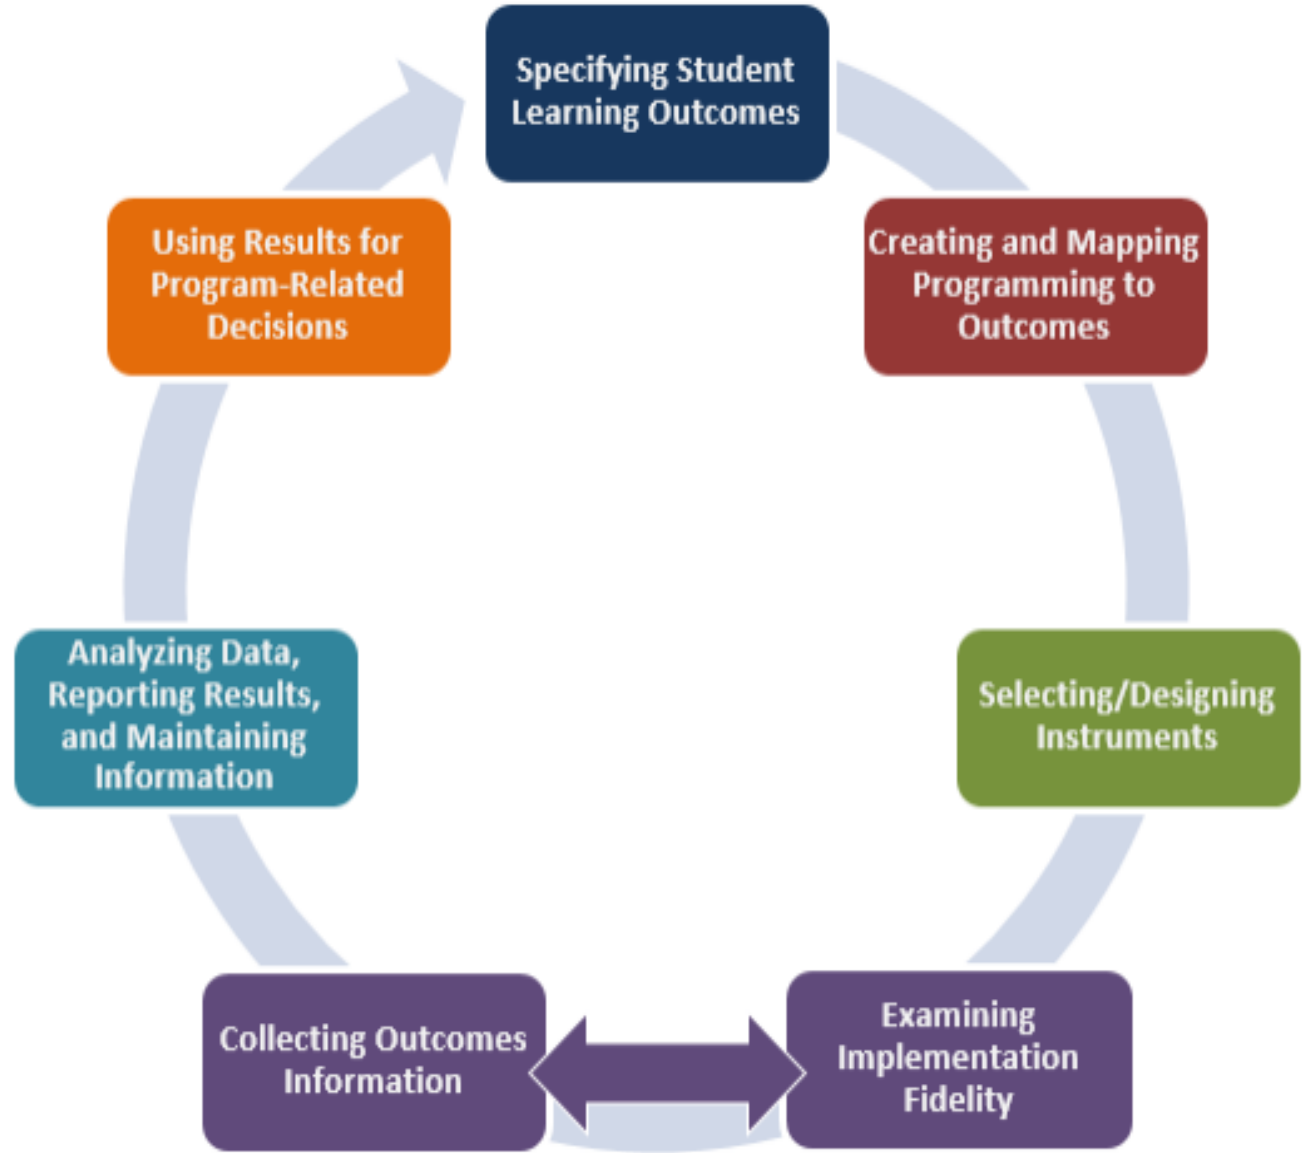 Specifying Student
Learning Outcomes
Creating and Mapping
Programming to
Outcomes
Selecting/Designing
Instruments
Examining
Implementation
Fidelity
Collecting Outcomes
Information
Analyzing Data,
Reporting Results,
and Maintaining
Information
Using Results for
Program-Related
Decisions